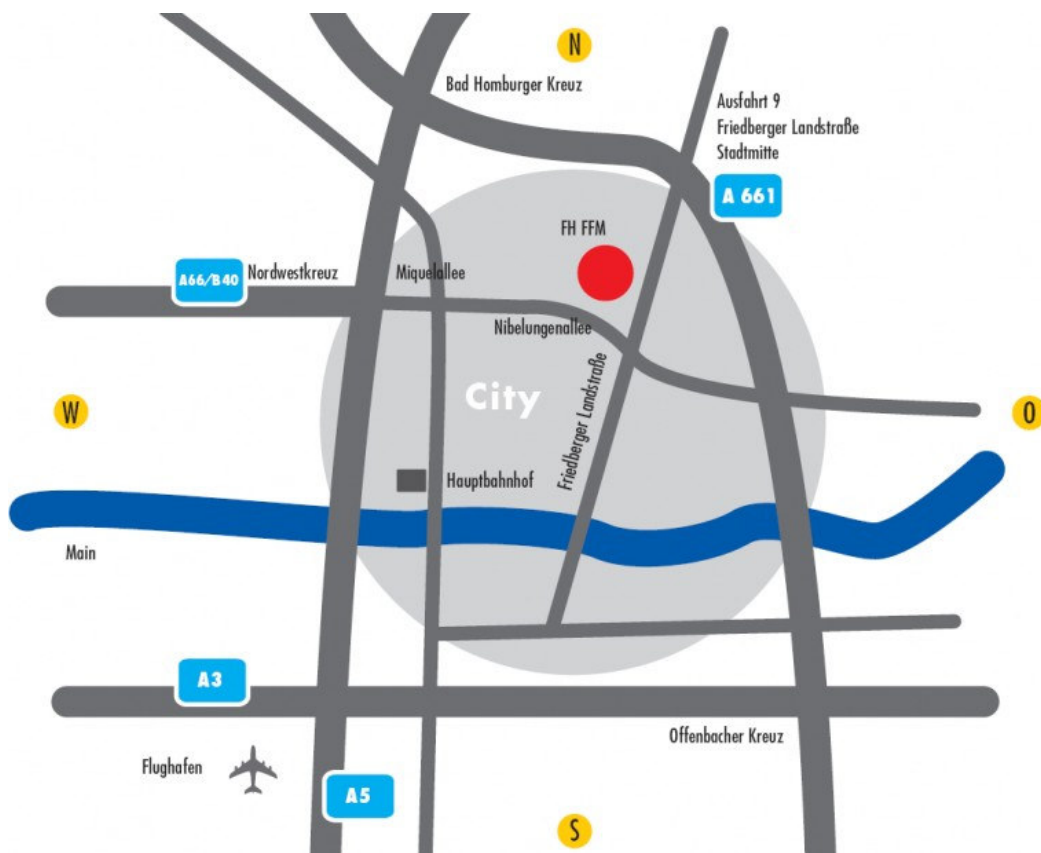 N
Bad Homburger Kreuz
Ausfahrt 9
Friedberger Landstraße
Stadtmitte
A 661
FH FFM
A66/B40
Nordwestkreuz
Miquelallee
Nibelungenallee
City
Friedberger Landstraße
W
O
Hauptbahnhof
Main
A3
Offenbacher Kreuz
Flughafen
A5
S